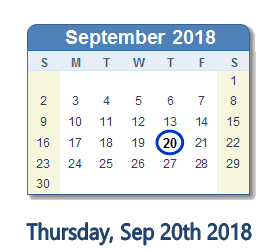 September 2018
S M T W T F S
1
2 3 4 5 6 7 8
9 10 11 12 13 14 15
16 17 18 19 20 21 22
23 24 25 26 27 28 29
30
Thursday, Sep 20th 2018